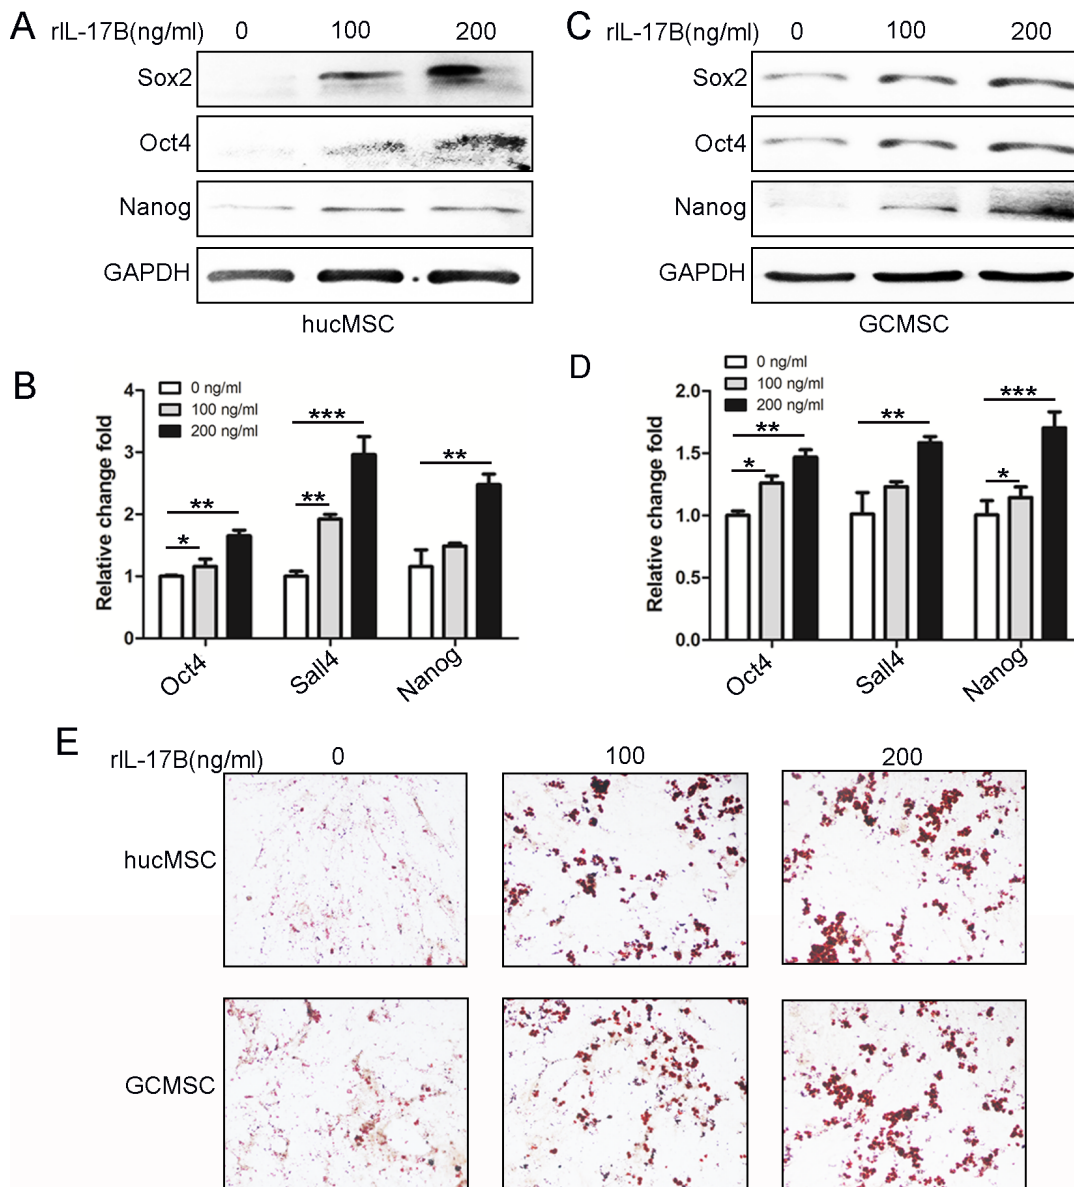 A rIL-17B(ng/ml) 0 100 200
Sox2
Oct4
Nanog
GAPDH
hucMSC
C rIL-17B(ng/ml) 0 100 200
Sox2
Oct4
Nanog
GAPDH
GCMSC
B
Relative change fold
4
3
2
1
0
0 ng/ml
100 ng/ml
200 ng/ml
* **
** ***
**
Oct4 Sall4 Nanog
D
Relative change fold
2.0
1.5
1.0
0.5
0.0
0 ng/ml
100 ng/ml
200 ng/ml
* **
**
* ***
Oct4 Sall4 Nanog
E rIL-17B(ng/ml) 0 100 200
hucMSC
GCMSC